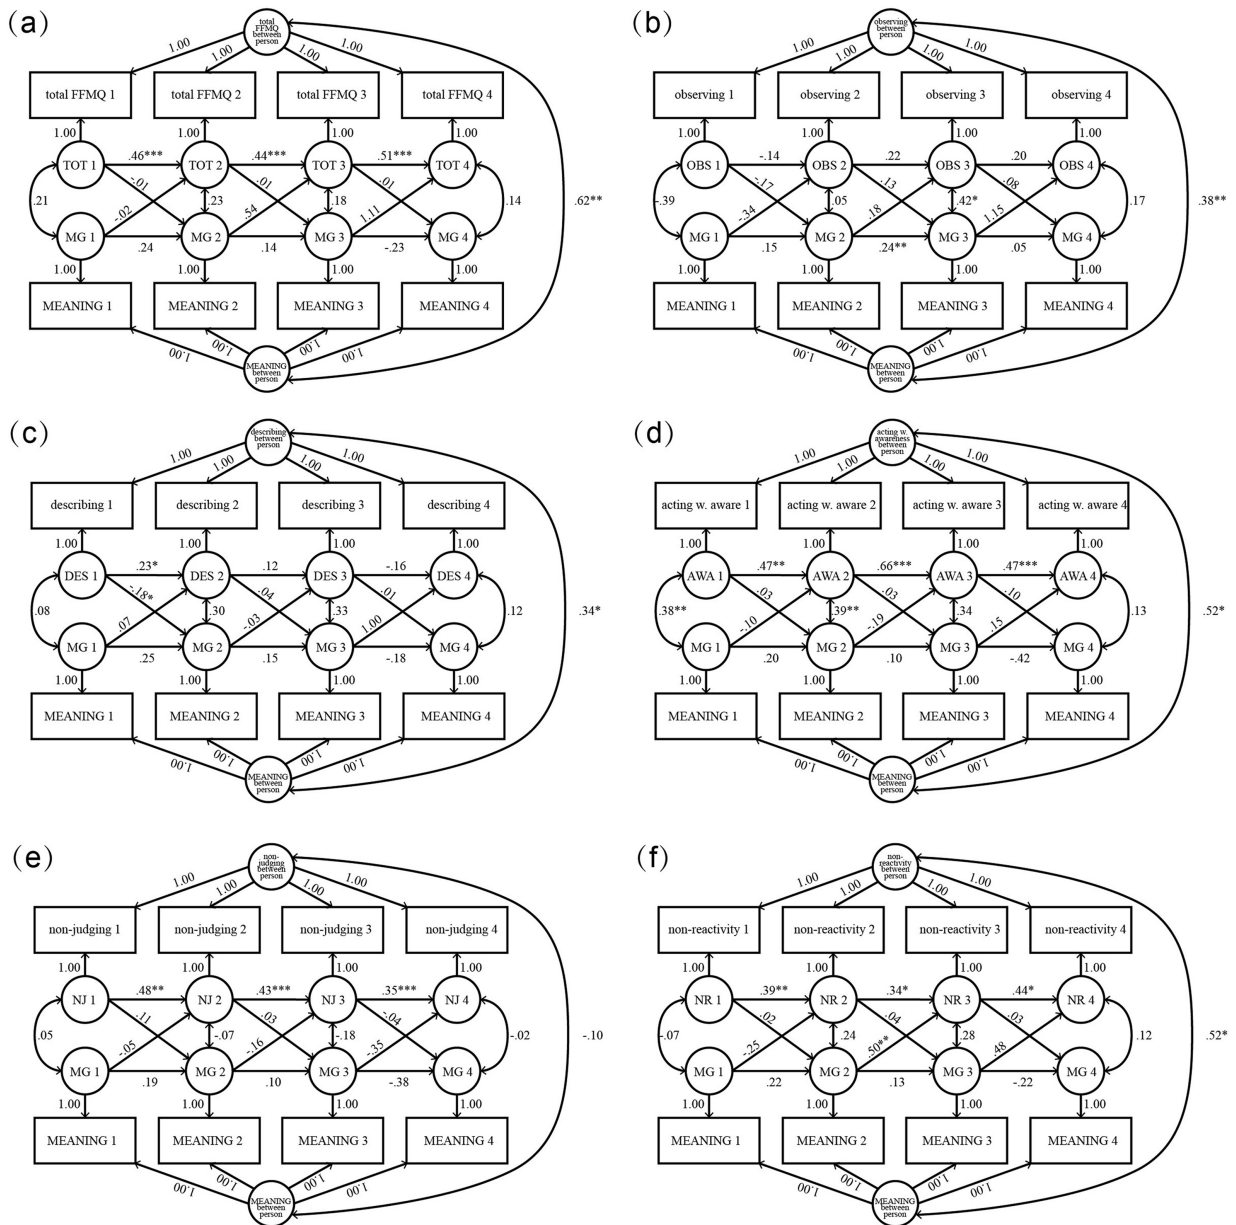 (a)
total
FFMQ
between
person
1.00 1.00 1.00 1.00
total FFMQ 1 total FFMQ 2 total FFMQ 3 total FFMQ 4
1.00 1.00 1.00 1.00
TOT 1 .46*** TOT 2 .44*** TOT 3 .51*** TOT 4
-.01 .01 .01
.21 .23 .18 .14 .62**
-.02 .54 1.11
MG 1 .24 MG 2 .14 MG 3 -.23 MG 4
1.00 1.00 1.00 1.00
MEANING 1 MEANING 2 MEANING 3 MEANING 4
1.00 1.00 1.00 1.00
MEANING
between
person
(b)
observing
between
person
1.00 1.00 1.00 1.00
observing 1 observing 2 observing 3 observing 4
1.00 1.00 1.00 1.00
OBS 1 -.14 OBS 2 .22 OBS 3 .20 OBS 4
-.17 .13 .08
-.39 .05 .42* .17 .38**
-.34 .18 1.15
MG 1 .15 MG 2 .24** MG 3 .05 MG 4
1.00 1.00 1.00 1.00
MEANING 1 MEANING 2 MEANING 3 MEANING 4
1.00 1.00 1.00 1.00
MEANING
between
person
(c)
describing
between
person
1.00 1.00 1.00 1.00
describing 1 describing 2 describing 3 describing 4
1.00 1.00 1.00 1.00
DES 1 .23* DES 2 .12 DES 3 -.16 DES 4
-.18* .04 .01
.08 .30 .33 .12 .34*
.07 -.03 1.00
MG 1 .25 MG 2 .15 MG 3 -.18 MG 4
1.00 1.00 1.00 1.00
MEANING 1 MEANING 2 MEANING 3 MEANING 4
1.00 1.00 1.00 1.00
MEANING
between
person
(d)
acting w.
awareness
between
person
1.00 1.00 1.00 1.00
acting w. aware 1 acting w. aware 2 acting w. aware 3 acting w. aware 4
1.00 1.00 1.00 1.00
AWA 1 .47** AWA 2 .66*** AWA 3 .47*** AWA 4
.03 .03 .10
.38** .39** .34 .13 .52*
-.10 -.19 .15
MG 1 .20 MG 2 .10 MG 3 -.42 MG 4
1.00 1.00 1.00 1.00
MEANING 1 MEANING 2 MEANING 3 MEANING 4
1.00 1.00 1.00 1.00
MEANING
between
person
(e)
non-
judging
between
person
1.00 1.00 1.00 1.00
non-judging 1 non-judging 2 non-judging 3 non-judging 4
1.00 1.00 1.00 1.00
NJ 1 .48** NJ 2 .43*** NJ 3 .35*** NJ 4
.11 .03 -.04
.05 -.07 -.18 -.02 -.10
-.05 -.16 -.35
MG 1 .19 MG 2 .10 MG 3 -.38 MG 4
1.00 1.00 1.00 1.00
MEANING 1 MEANING 2 MEANING 3 MEANING 4
1.00 1.00 1.00 1.00
MEANING
between
person
(f)
non-
reactivity
between
person
1.00 1.00 1.00 1.00
non-reactivity 1 non-reactivity 2 non-reactivity 3 non-reactivity 4
1.00 1.00 1.00 1.00
NR 1 .39** NR 2 .34* NR 3 .44* NR 4
.02 .04 .03
-.07 .24 .28 .12 .52*
-.25 .50** .48
MG 1 .22 MG 2 .13 MG 3 -.22 MG 4
1.00 1.00 1.00 1.00
MEANING 1 MEANING 2 MEANING 3 MEANING 4
1.00 1.00 1.00 1.00
MEANING
between
person